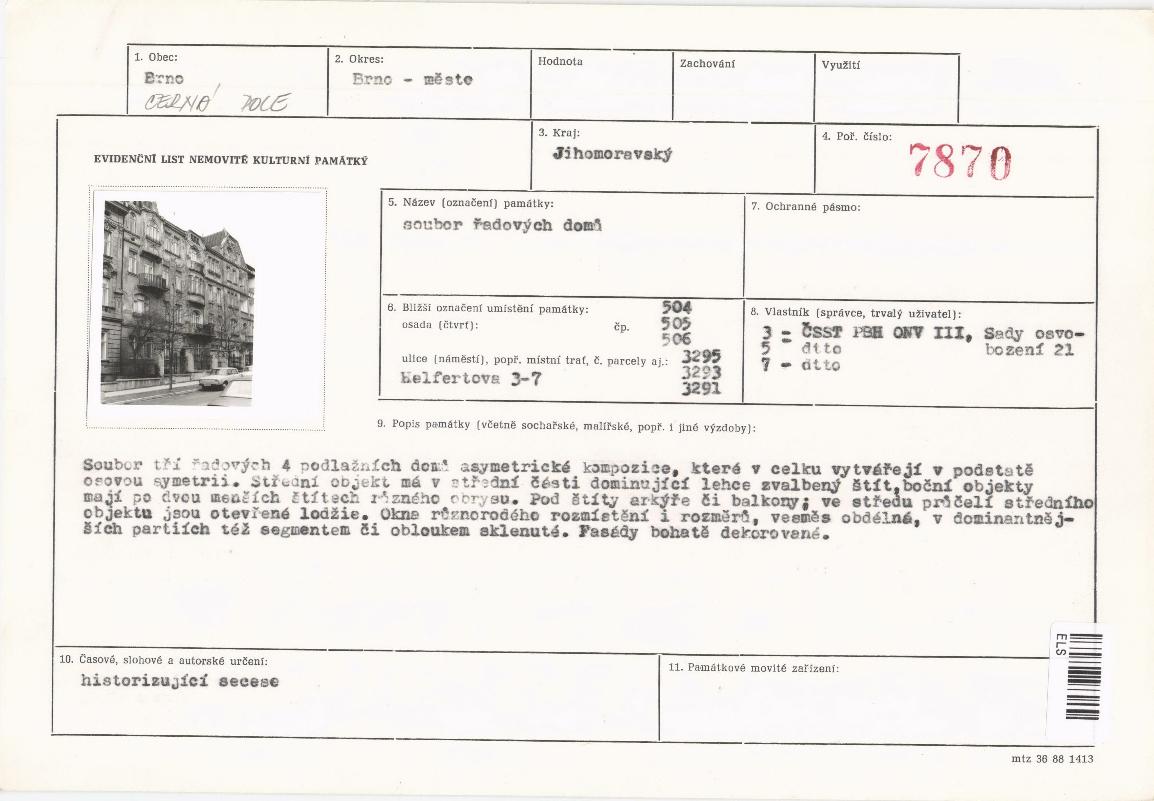 1. Obec:
Brno
ČERNÁ POLE
2. Okres:
Brno - město
Hodnota
Zachování
Využití
EVIDENČNÍ LIST NEMOVITÉ KULTURNÍ PAMÁTKY
3. Kraj:
Jihomoravský
4. Poř. číslo:
7870
5. Název (označení) památky:
soubor řadových domů
7. Ochranné pásmo:
6. Bližší označení umístění památky:
osada (čtvrť):
čp.
504
505
506
ulice (náměstí), popř. místní trať, č. parcely aj.:
Helfertova 3-7
3295
3293
3291
8. Vlastník (správce, trvalý uživatel):
3 - ČSST PBH ONV III, Sady osvo-
5 - dtto bození 21
7 - dtto
9. Popis památky (včetně sochařské, malířské, popř. i jiné výzdoby):
Soubor tří řadových 4 podlažních domů asymetrické kompozice, které v celku vytvářejí v podstatě
osovou symetrii. Střední objekt má v střední části dominující lehce zvalbený štít,boční objekty
mají po dvou menších štítech různého obrysu. Pod štíty arkýře či balkony; ve středu průčelí středního
objektu jsou otevřené lodžie. Okna různorodého rozmístění i rozměrů, vesměs obdélná, v dominantněj-
ších partiích též segmentem či obloukem sklenuté. Fasády bohatě dekorované.
10. Časové, slohové a autorské určení:
historizující secese
11. Památkové movité zařízení:
ELS
mtz 36 88 1413